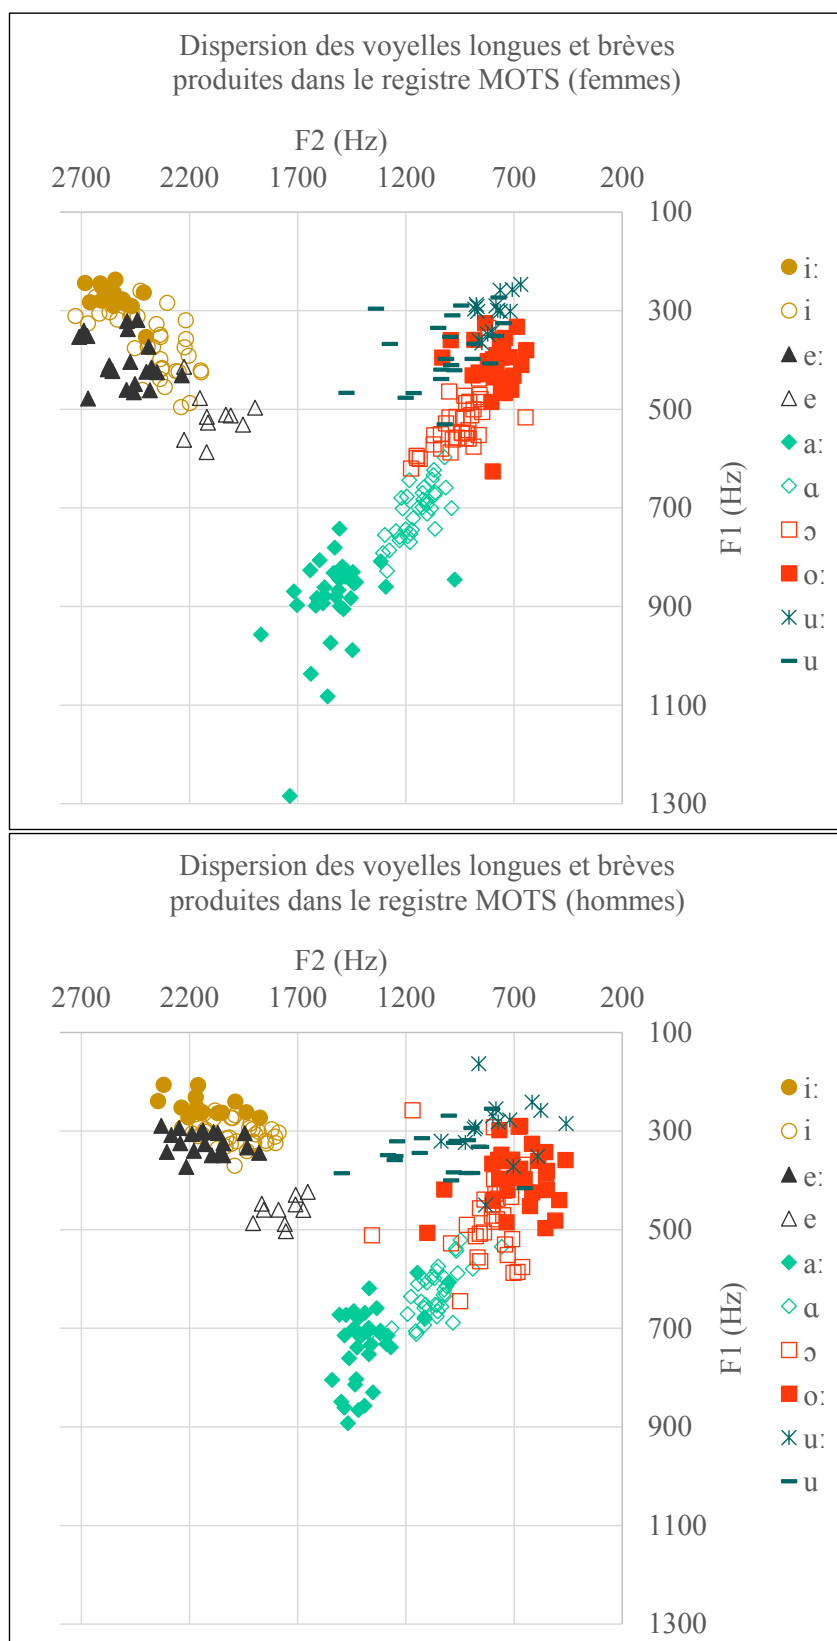 Dispersion des voyelles longues et brèves
produites dans le registre MOTS (femmes)
F2 (Hz)
2700 2200 1700 1200 700 200
100
300
500
700
900
1100
1300
F1 (Hz)
iː
i
eː
e
aː
ɑ
ɔ
oː
uː
u
Dispersion des voyelles longues et brèves
produites dans le registre MOTS (hommes)
F2 (Hz)
2700 2200 1700 1200 700 200
100
300
500
700
900
1100
1300
F1 (Hz)
iː
i
eː
e
aː
ɑ
ɔ
oː
uː
u